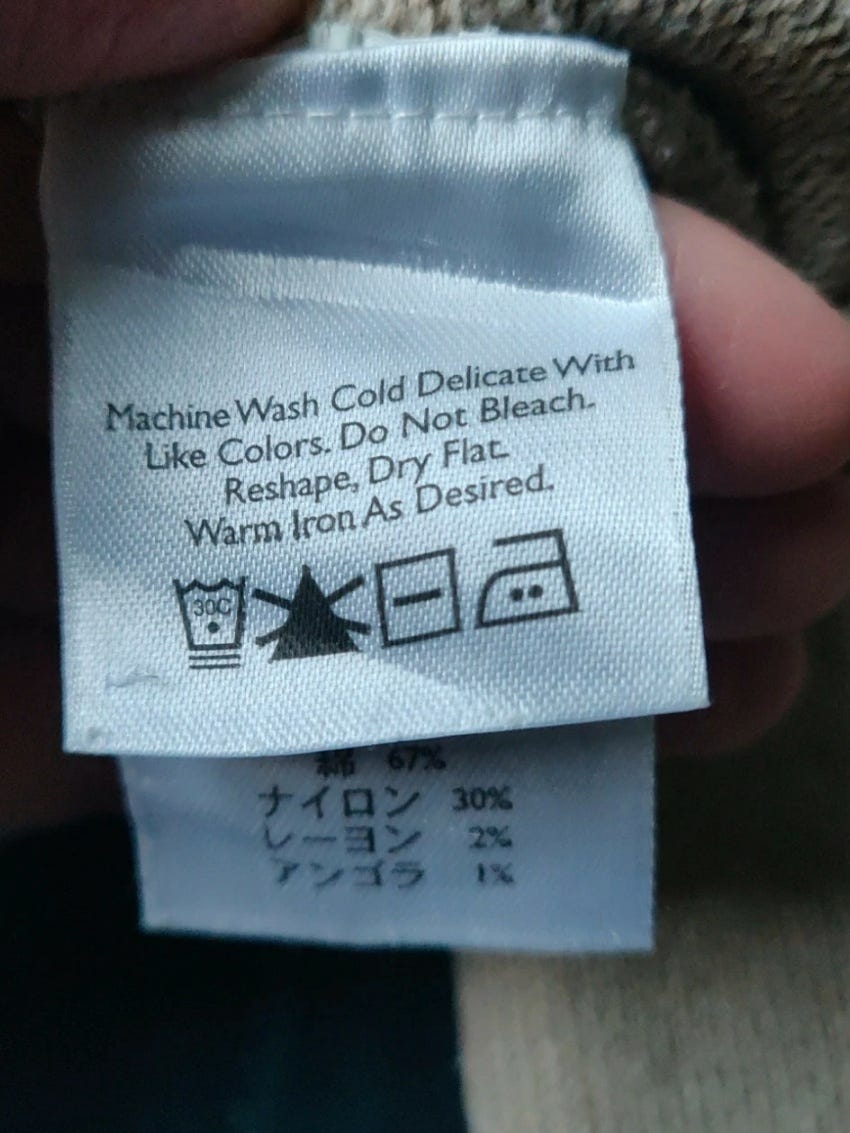 Machine Wash Cold Delicate With
Like Colors. Do Not Bleach.
Reshape, Dry Flat.
Warm Iron As Desired.
30C
綿 67%
ナイロン 30%
レーヨン 2%
アンゴラ 1%